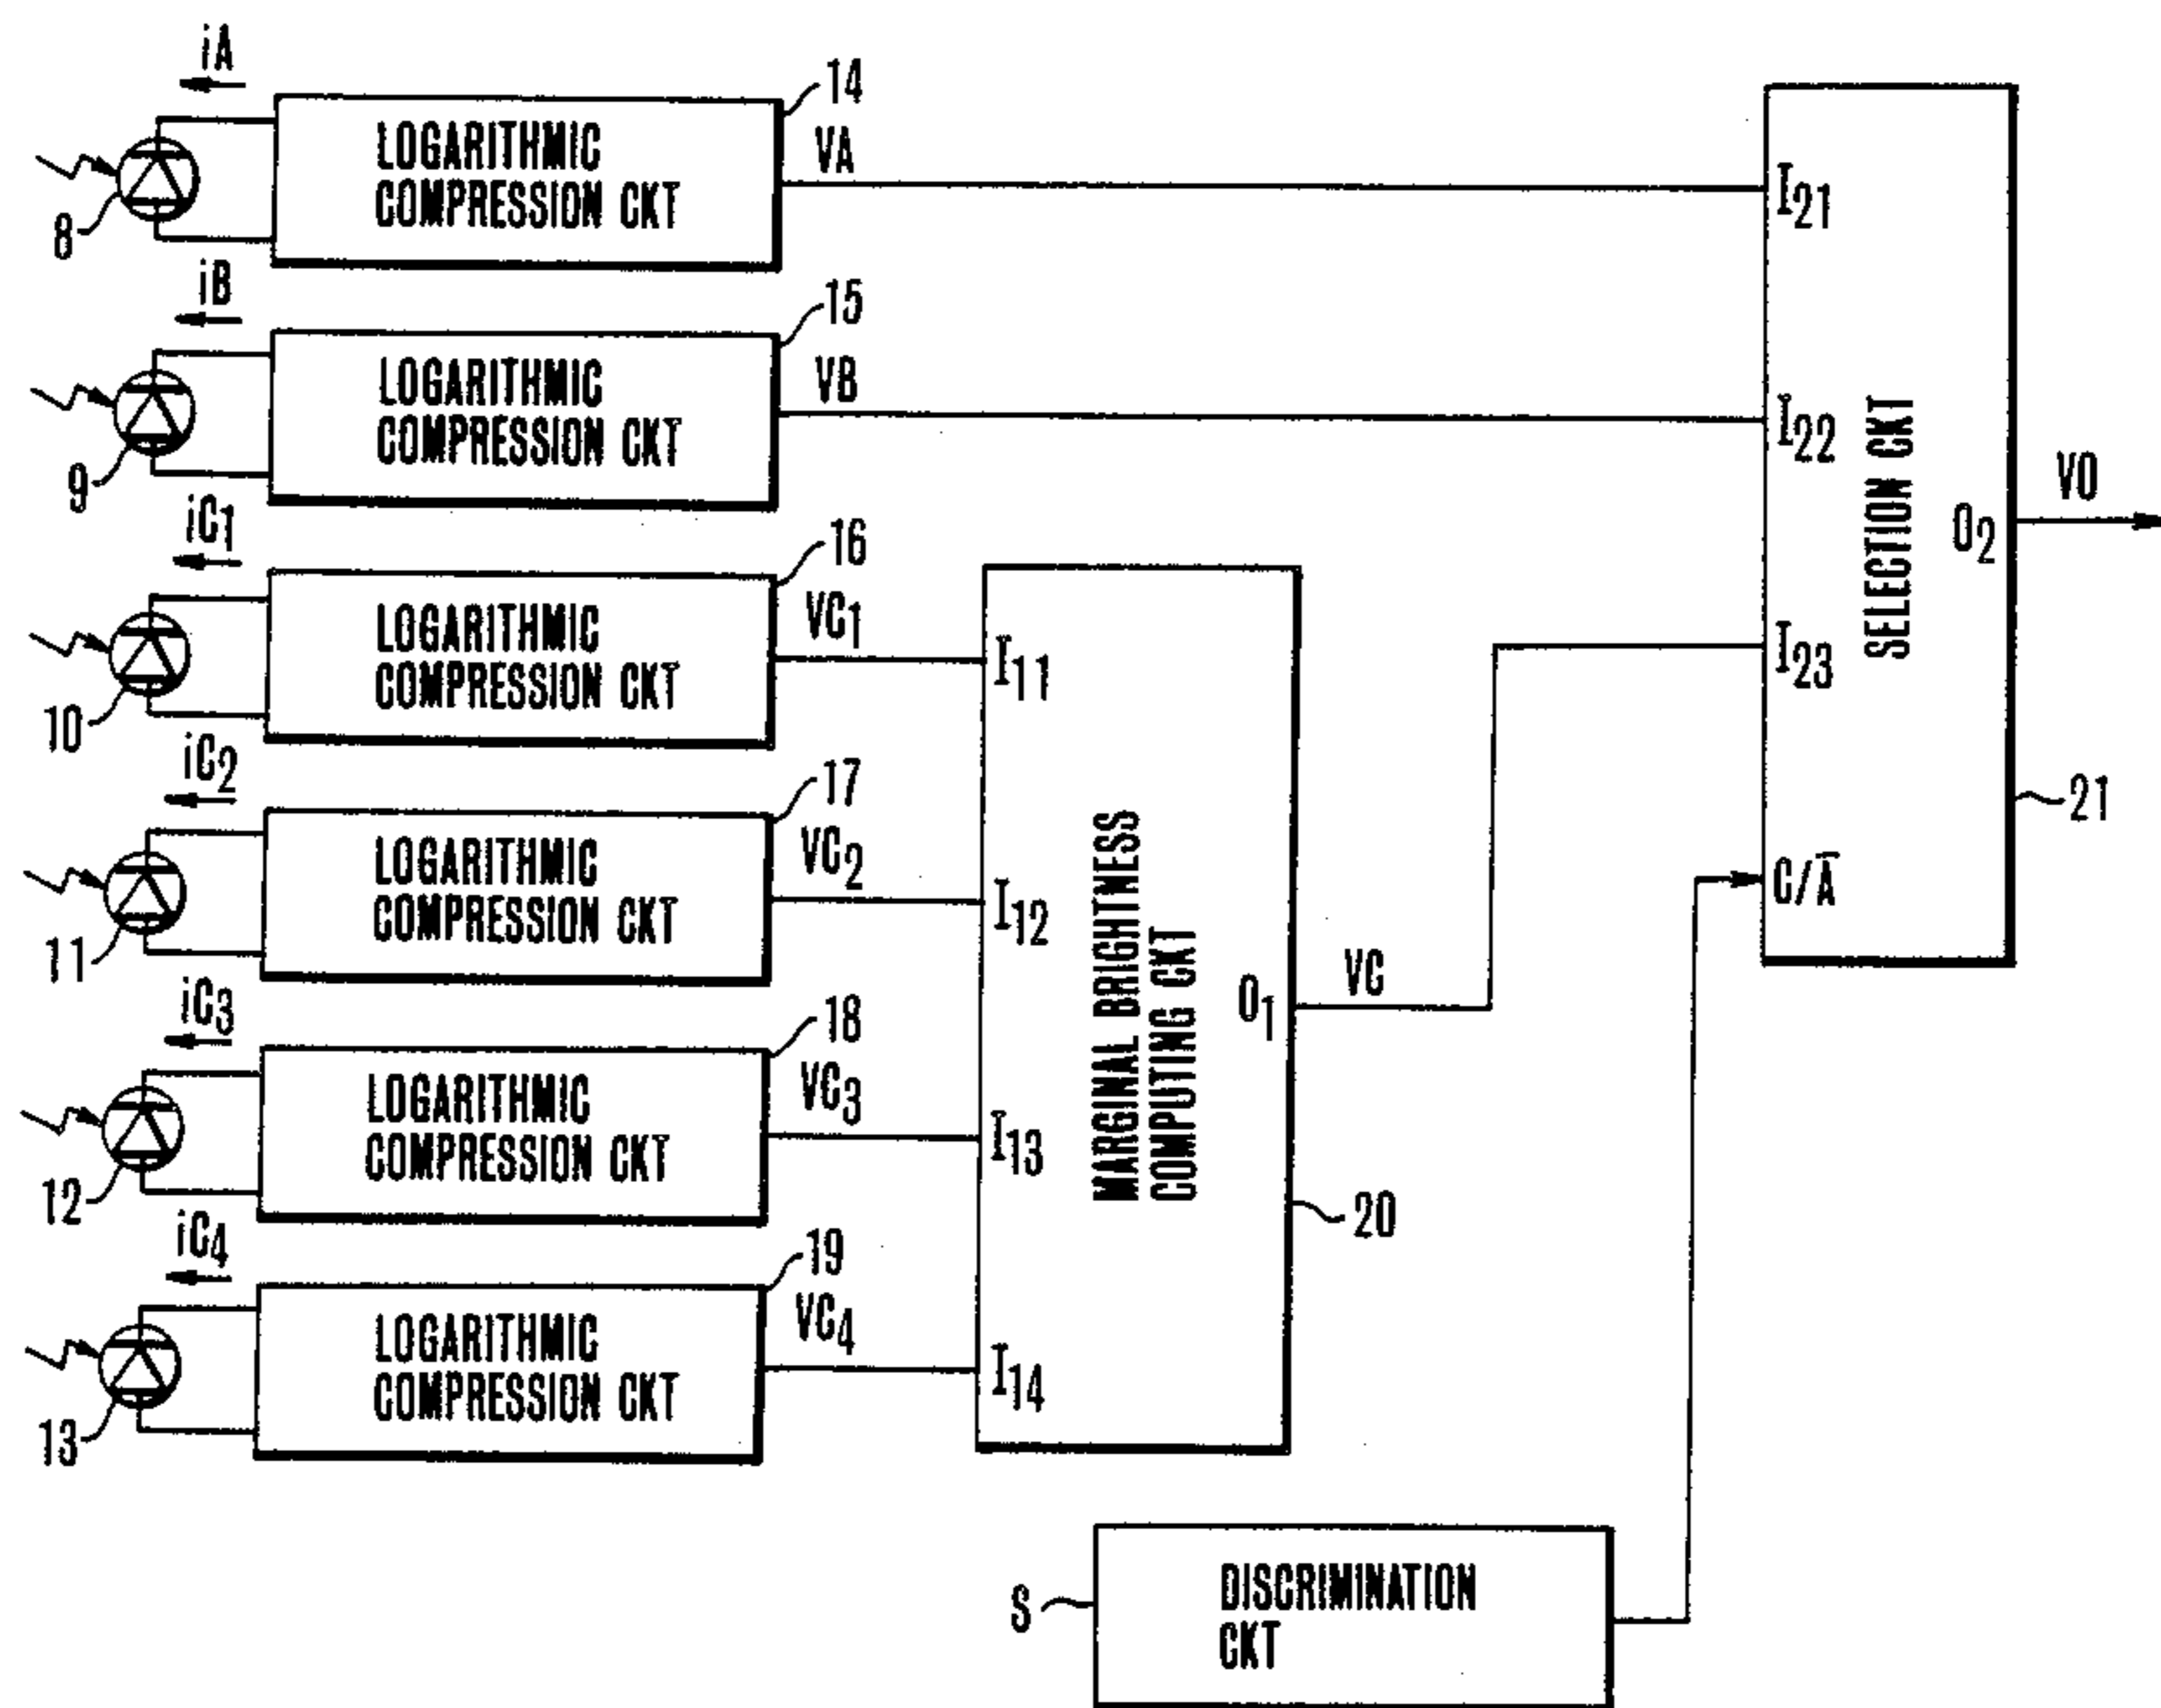 iA
14
LOGARITHMIC
COMPRESSION CKT
VA
I21
8
iB
15
LOGARITHMIC
COMPRESSION CKT
VB
I22
9
SELECTION CKT
O2
VO
iC1
16
LOGARITHMIC
COMPRESSION CKT
VC1
I11
I23
10
iC2
17
LOGARITHMIC
COMPRESSION CKT
VC2
I12
21
C/A̅
11
MARGINAL BRIGHTNESS
COMPUTING CKT
O1
VC
iC3
18
LOGARITHMIC
COMPRESSION CKT
VC3
I13
12
20
iC4
19
LOGARITHMIC
COMPRESSION CKT
VC4
I14
13
S
DISCRIMINATION
CKT